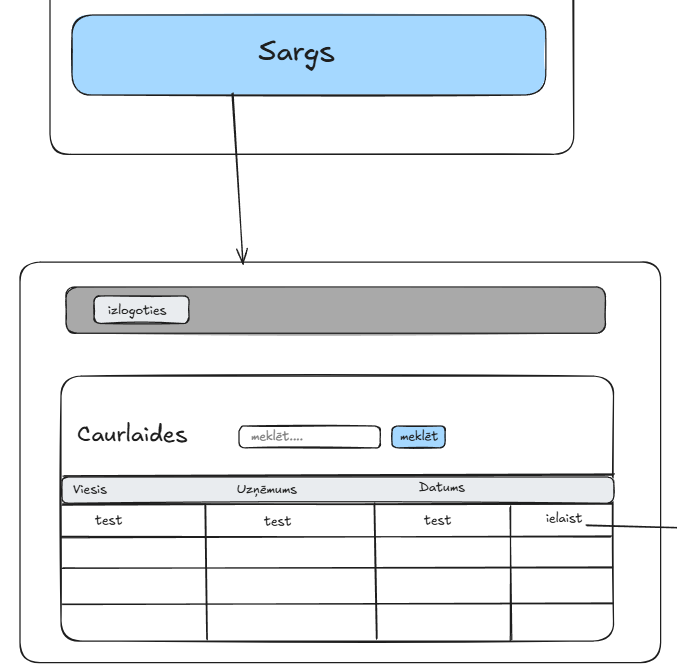 Sargs
izlogoties
Caurlaides meklēt.... meklēt
Viesis Uzņēmums Datums
test test test ielaist